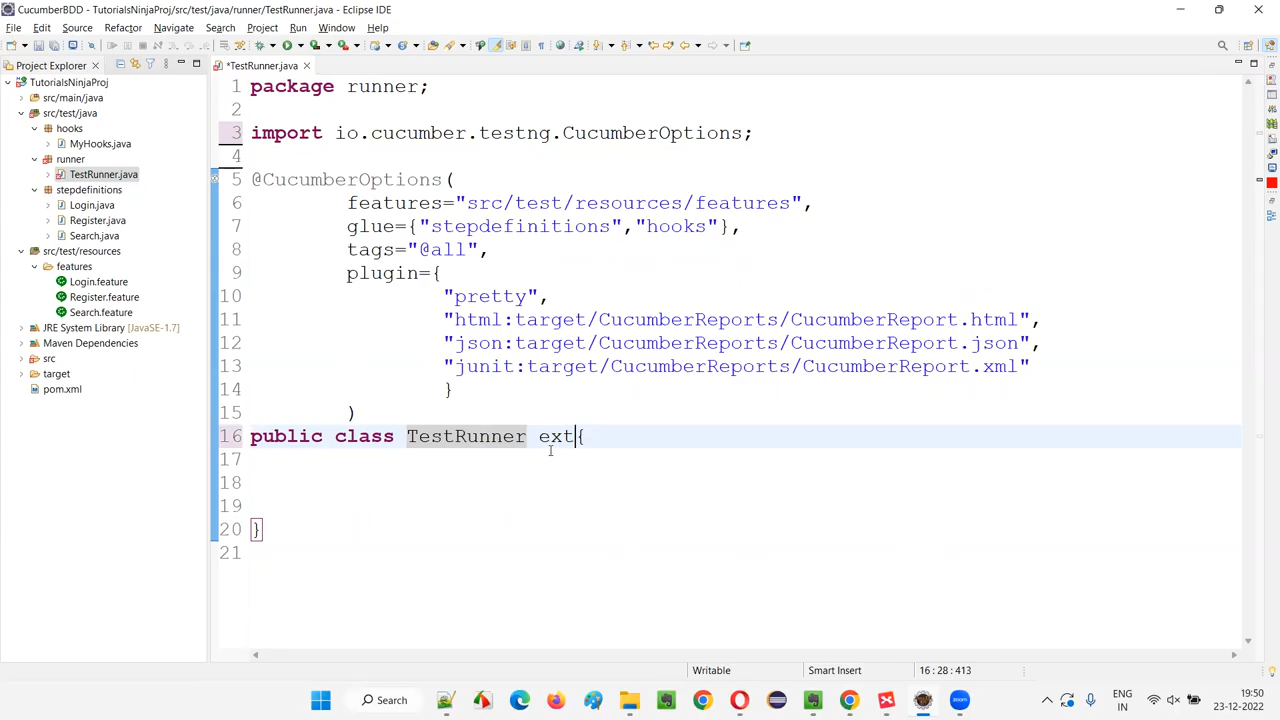 CucumberBDD - TutorialsNinjaProj/src/test/java/runner/TestRunner.java - Eclipse IDE
File Edit Source Refactor Navigate Search Project Run Window Help
Project Explorer
*TestRunner.java
TutorialsNinjaProj
src/main/java
src/test/java
hooks
MyHooks.java
runner
TestRunner.java
stepdefinitions
Login.java
Register.java
Search.java
src/test/resources
features
Login.feature
Register.feature
Search.feature
JRE System Library [JavaSE-1.7]
Maven Dependencies
src
target
pom.xml
1 package runner;
2
3 import io.cucumber.testng.CucumberOptions;
4
5 @CucumberOptions(
6 features="src/test/resources/features",
7 glue={"stepdefinitions","hooks"},
8 tags="@all",
9 plugin={
10 "pretty",
11 "html:target/CucumberReports/CucumberReport.html",
12 "json:target/CucumberReports/CucumberReport.json",
13 "junit:target/CucumberReports/CucumberReport.xml"
14 }
15 )
16 public class TestRunner ext{
17
18
19
20 }
21
Writable Smart Insert 16 : 28 : 413
Search
ENG
IN
19:50
23-12-2022